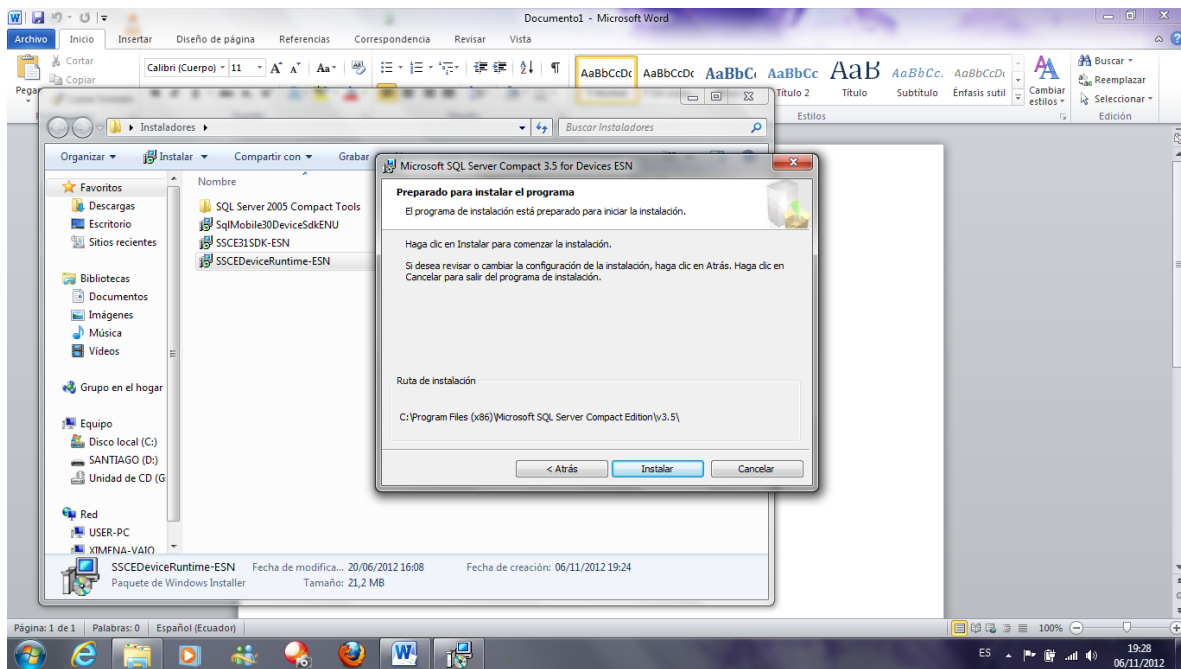 Documento1 - Microsoft Word
Archivo Inicio Insertar Diseño de página Referencias Correspondencia Revisar Vista
Cortar
Copiar
Calibri (Cuerpo) 11
AaBbCcDc AaBbCcDc AaBbC AaBbCc AaB AaBbCc. AaBbCcDc
Título 2 Título Subtítulo Énfasis sutil
Cambiar
estilos
Buscar
Reemplazar
Seleccionar
Estilos
Edición
Instaladores
Buscar Instaladores
Organizar Instalar Compartir con Grabar
Favoritos
Descargas
Escritorio
Sitios recientes
Bibliotecas
Documentos
Imágenes
Música
Vídeos
Grupo en el hogar
Equipo
Disco local (C:)
SANTIAGO (D:)
Unidad de CD (G:
Red
USER-PC
XIMENA-VAIO
Nombre
SQL Server 2005 Compact Tools
SqlMobile30DeviceSdkENU
SSCE31SDK-ESN
SSCEDeviceRuntime-ESN
Microsoft SQL Server Compact 3.5 for Devices ESN
Preparado para instalar el programa
El programa de instalación está preparado para iniciar la instalación.
Haga clic en Instalar para comenzar la instalación.
Si desea revisar o cambiar la configuración de la instalación, haga clic en Atrás. Haga clic en
Cancelar para salir del programa de instalación.
Ruta de instalación
C:\Program Files (x86)\Microsoft SQL Server Compact Edition\v3.5\
< Atrás Instalar Cancelar
SSCEDeviceRuntime-ESN Fecha de modifica... 20/06/2012 16:08 Fecha de creación: 06/11/2012 19:24
Paquete de Windows Installer Tamaño: 21,2 MB
Página: 1 de 1 Palabras: 0 Español (Ecuador) 100%
ES 19:28
06/11/2012